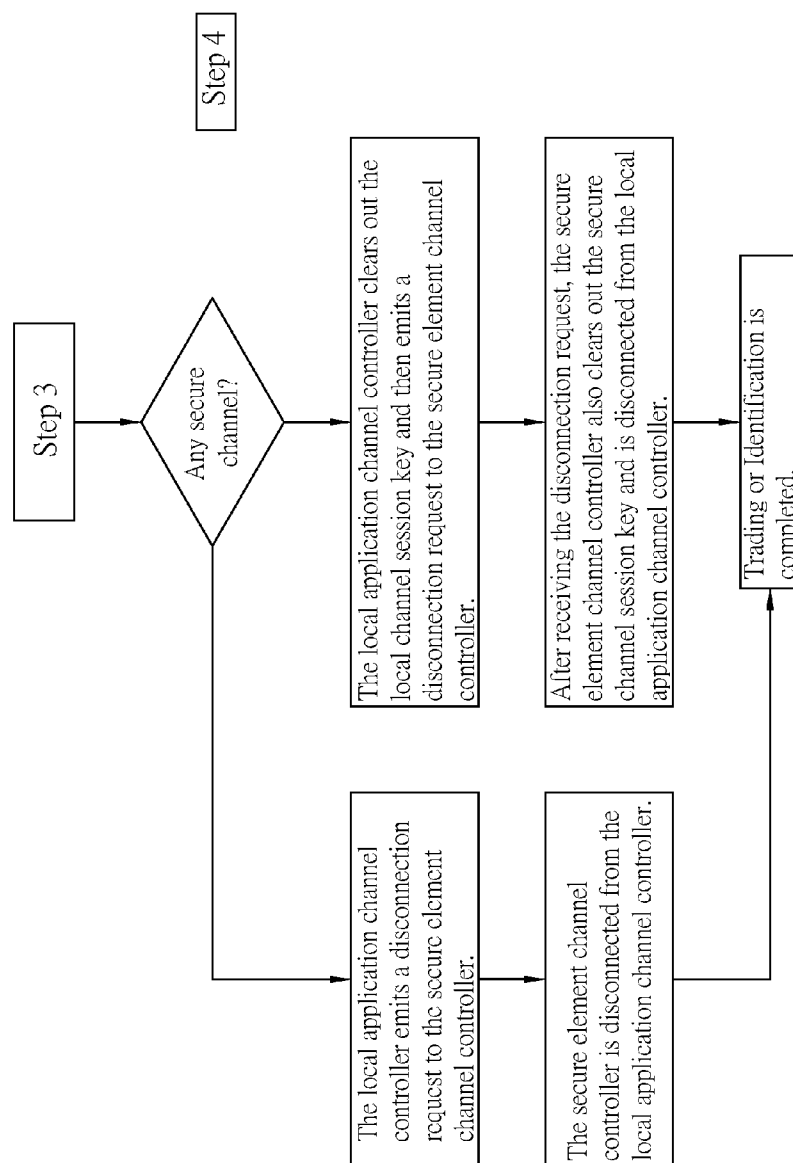 Step 3
Step 4
Any secure
channel?
The local application channel controller clears out the
local channel session key and then emits a
disconnection request to the secure element channel
controller.
After receiving the disconnection request, the secure
element channel controller also clears out the secure
channel session key and is disconnected from the local
application channel controller.
The local application channel
controller emits a disconnection
request to the secure element
channel controller.
The secure element channel
controller is disconnected from the
local application channel controller.
Trading or Identification is
completed.